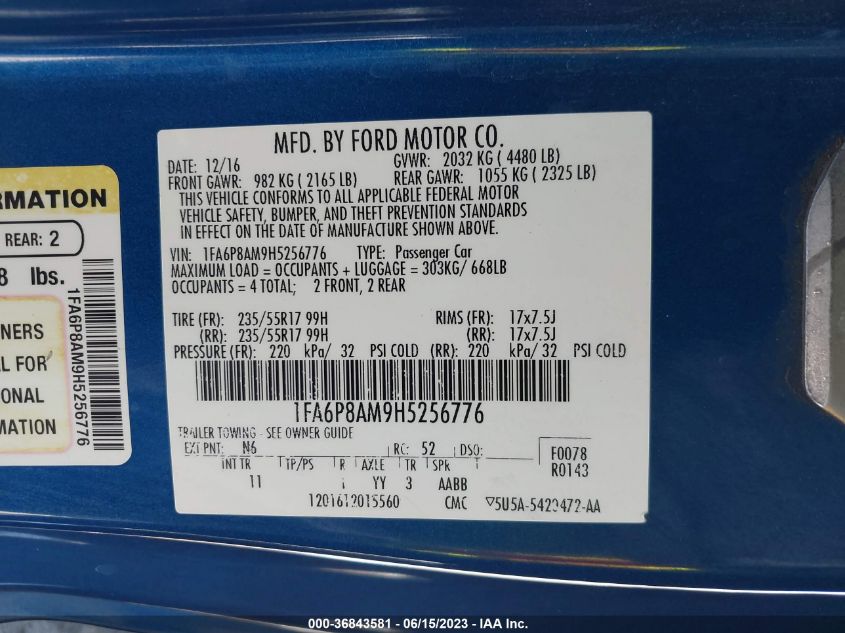 MFD. BY FORD MOTOR CO.
DATE: 12/16 GVWR: 2032 KG ( 4480 LB)
FRONT GAWR: 982 KG ( 2165 LB) REAR GAWR: 1055 KG ( 2325 LB)
THIS VEHICLE CONFORMS TO ALL APPLICABLE FEDERAL MOTOR
VEHICLE SAFETY, BUMPER, AND THEFT PREVENTION STANDARDS
IN EFFECT ON THE DATE OF MANUFACTURE SHOWN ABOVE.
VIN: 1FA6P8AM9H5256776 TYPE: Passenger Car
MAXIMUM LOAD = OCCUPANTS + LUGGAGE = 303KG/ 668LB
OCCUPANTS = 4 TOTAL; 2 FRONT, 2 REAR
TIRE (FR): 235/55R17 99H RIMS (FR): 17x7.5J
(RR): 235/55R17 99H (RR): 17x7.5J
PRESSURE (FR): 220 kPa/ 32 PSI COLD (RR): 220 kPa/ 32 PSI COLD
1FA6P8AM9H5256776
TRAILER TOWING - SEE OWNER GUIDE
EXT PNT: N6 RC: 52 DSO: F0078
R0143
INT TR TP/PS R AXLE TR SPK T
11 YY 3 AABB
CMC
RMATION
REAR: 2
8 lbs.
NERS
L FOR
ONAL
MATION
1FA6P8AM9H5256776
000-36843581 - 06/15/2023 - IAA Inc.